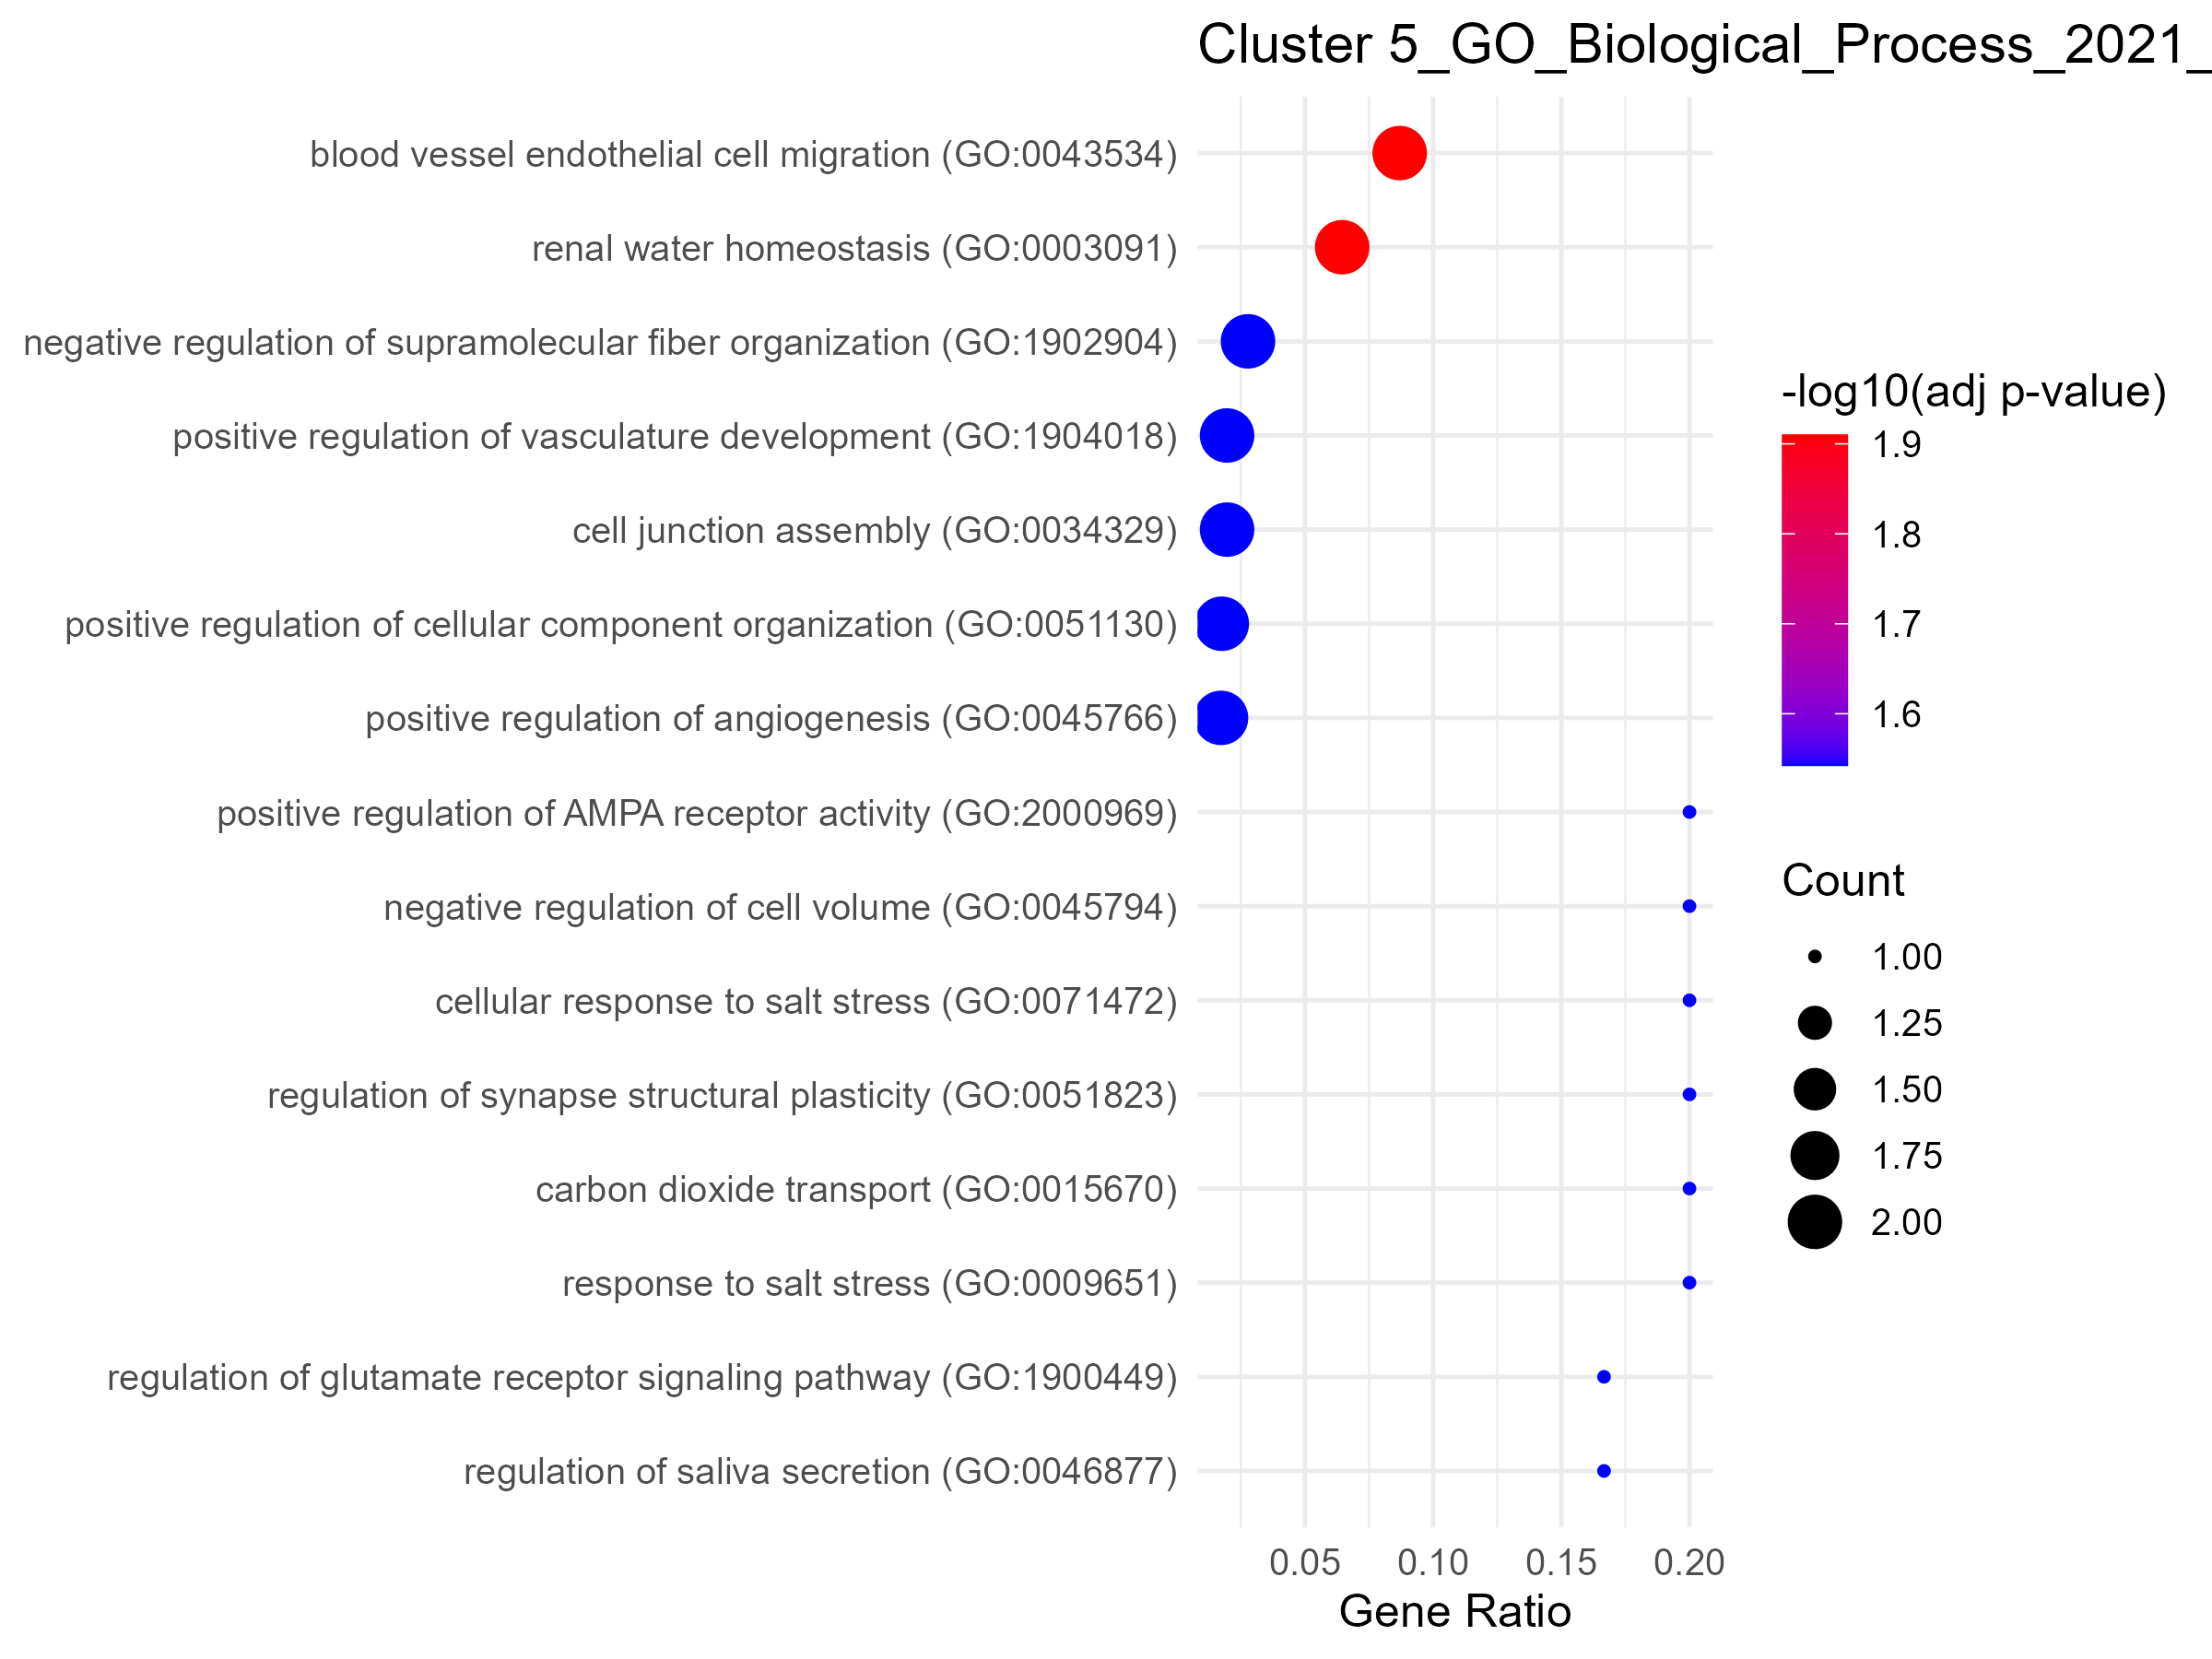 Cluster 5_GO_Biological_Process_2021_
blood vessel endothelial cell migration (GO:0043534)
renal water homeostasis (GO:0003091)
negative regulation of supramolecular fiber organization (GO:1902904)
positive regulation of vasculature development (GO:1904018)
cell junction assembly (GO:0034329)
positive regulation of cellular component organization (GO:0051130)
positive regulation of angiogenesis (GO:0045766)
positive regulation of AMPA receptor activity (GO:2000969)
negative regulation of cell volume (GO:0045794)
cellular response to salt stress (GO:0071472)
regulation of synapse structural plasticity (GO:0051823)
carbon dioxide transport (GO:0015670)
response to salt stress (GO:0009651)
regulation of glutamate receptor signaling pathway (GO:1900449)
regulation of saliva secretion (GO:0046877)
0.05 0.10 0.15 0.20
Gene Ratio
-log10(adj p-value)
1.9
1.8
1.7
1.6
Count
1.00
1.25
1.50
1.75
2.00